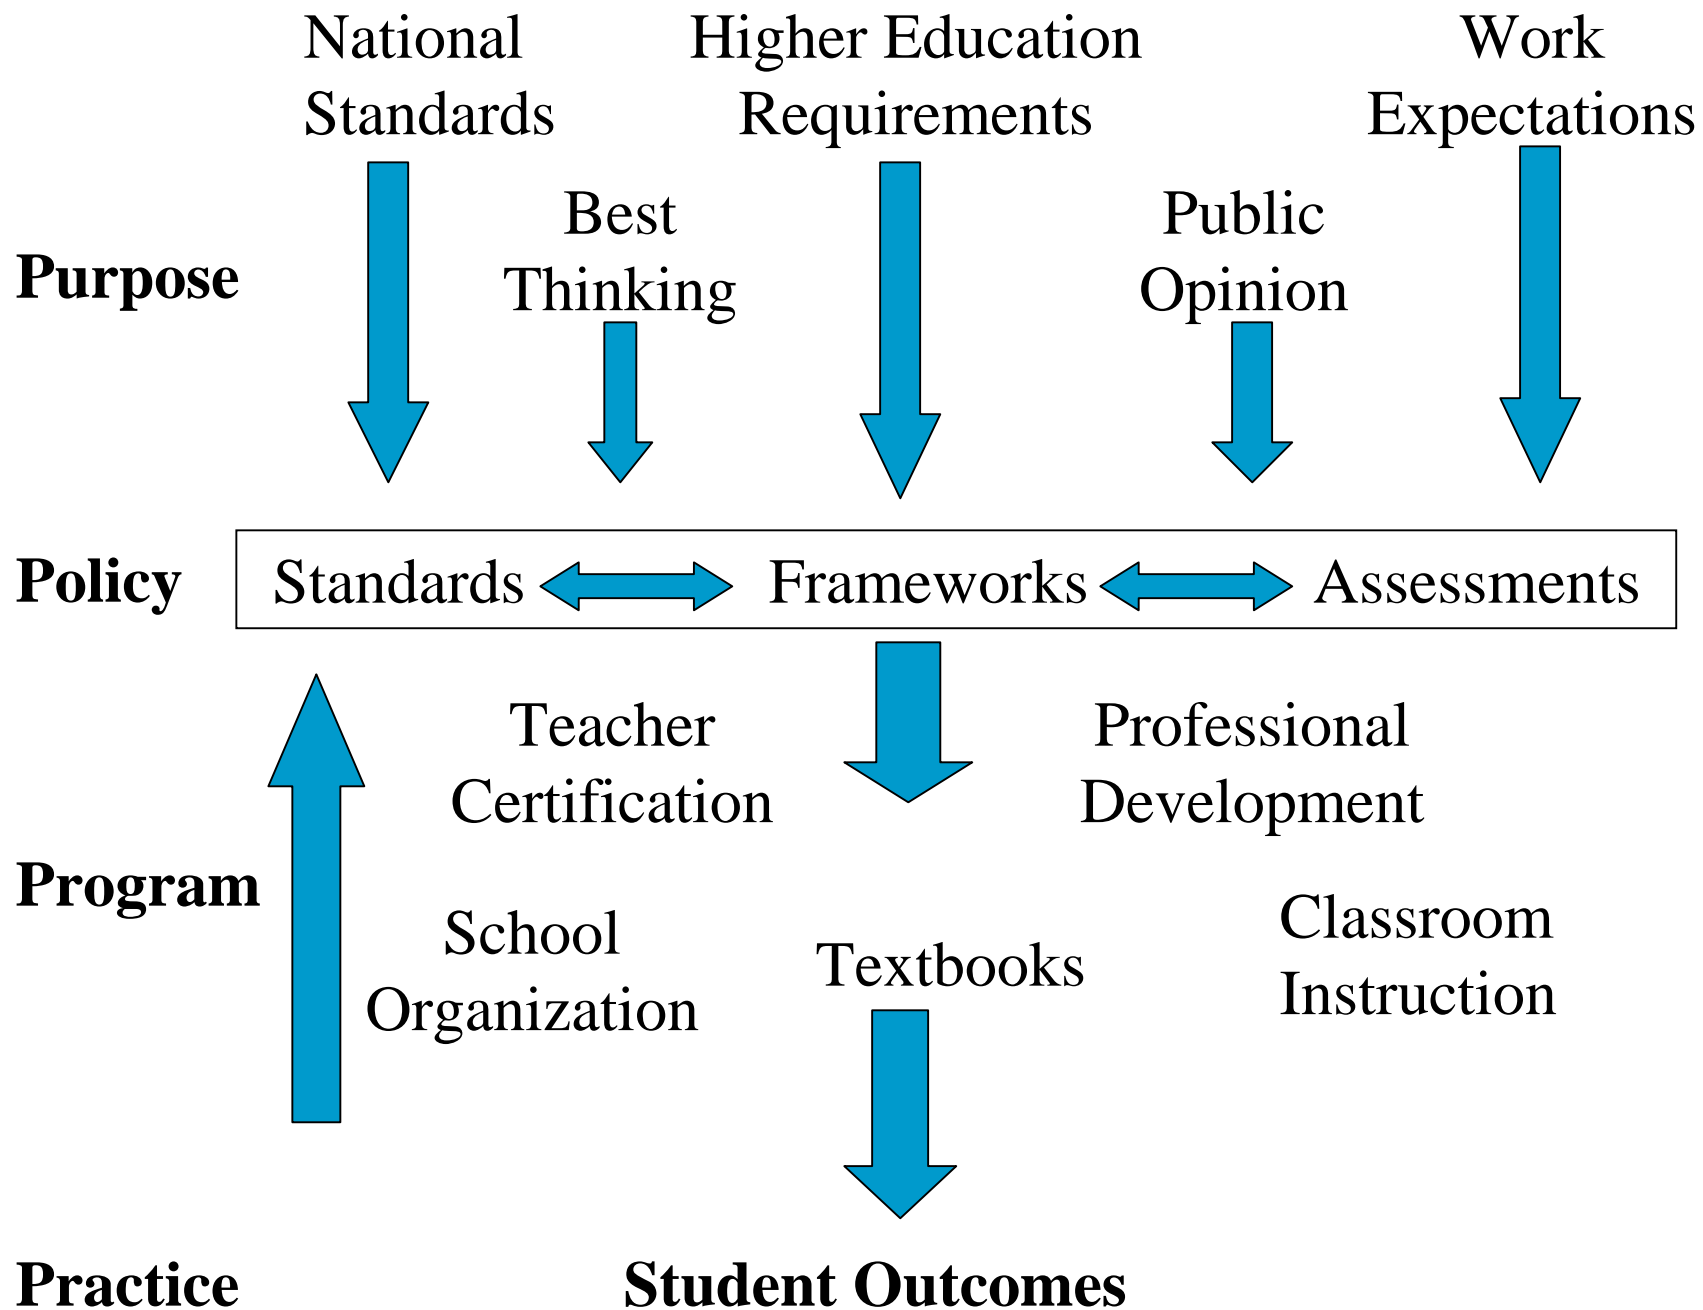 National
Standards
Higher Education
Requirements
Work
Expectations
Best
Thinking
Public
Opinion
Purpose
Policy
Standards
Frameworks
Assessments
Teacher
Certification
Professional
Development
Program
School
Organization
Textbooks
Classroom
Instruction
Practice
Student Outcomes